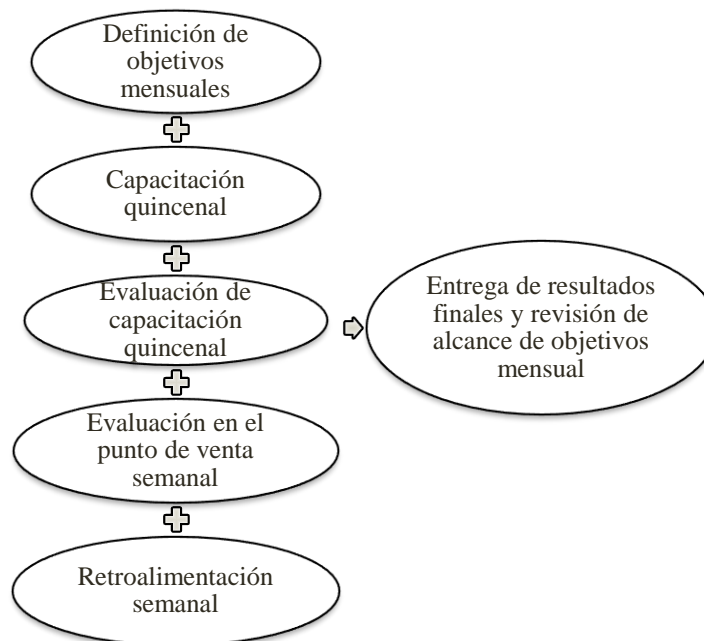 Definición de
objetivos
mensuales
Capacitación
quincenal
Evaluación de
capacitación
quincenal
Evaluación en el
punto de venta
semanal
Retroalimentación
semanal
Entrega de resultados
finales y revisión de
alcance de objetivos
mensual